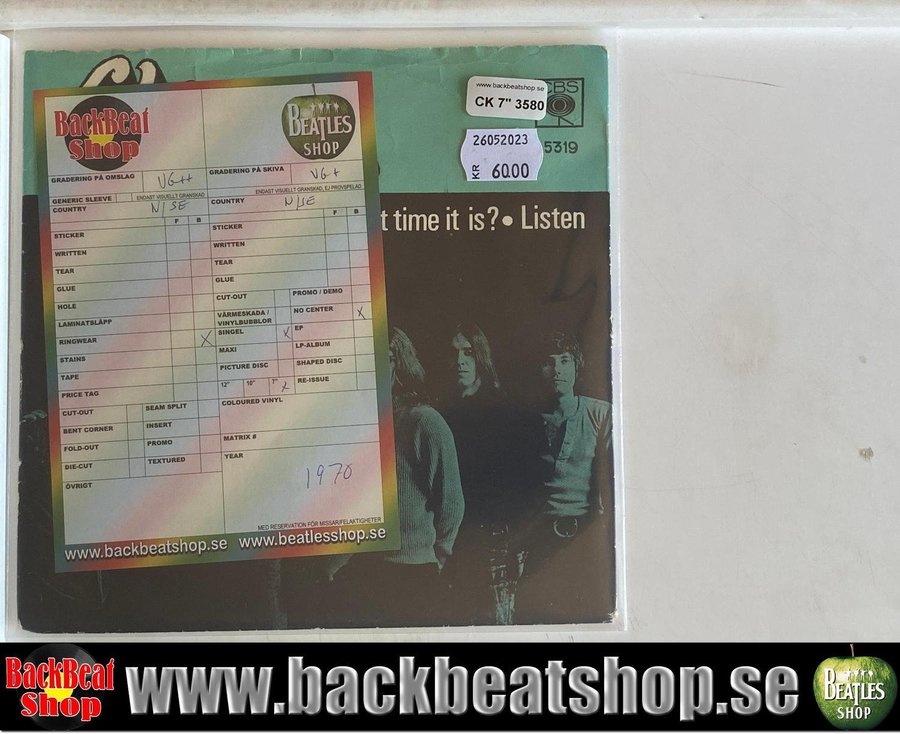 Ch
www.backbeatshop.se
CK 7" 3580
CBS
5319
26052023
KR 6000
t time it is?• Listen
BackBeat
Shop
BEATLES
SHOP
GRADERING PÅ OMSLAG VG++
GRADERING PÅ SKIVA VG+
GENERIC SLEEVE
ENDAST VISUELLT GRANSKAD
ENDAST VISUELLT GRANSKAD, EJ PROVSPELAD
COUNTRY N/SE
F B
STICKER
WRITTEN
TEAR
GLUE
HOLE
LAMINATSLÄPP
RINGWEAR X
STAINS
TAPE
PRICE TAG
CUT-OUT SEAM SPLIT
BENT CORNER INSERT
FOLD-OUT PROMO
DIE-CUT TEXTURED
ÖVRIGT
COUNTRY N/SE
F B
STICKER
WRITTEN
TEAR
GLUE
CUT-OUT PROMO / DEMO
VÄRMESKADA / VINYLBUBBLOR NO CENTER X
SINGEL X EP
MAXI LP-ALBUM
PICTURE DISC SHAPED DISC
12" 10" 7" X RE-ISSUE
COLOURED VINYL
MATRIX #
YEAR
1970
MED RESERVATION FÖR MISSAR/FELAKTIGHETER
www.backbeatshop.se www.beatlesshop.se
BackBeat
Shop
www.backbeatshop.se
BEATLES
SHOP